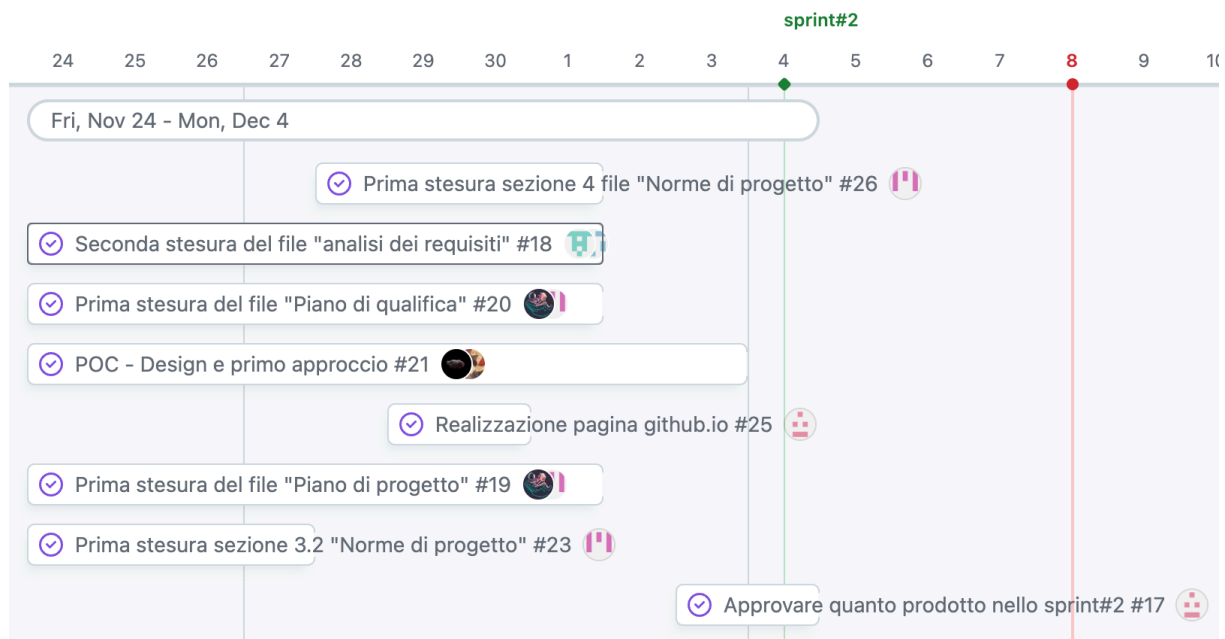 sprint#2
24 25 26 27 28 29 30 1 2 3 4 5 6 7 8 9 10
Fri, Nov 24 - Mon, Dec 4
Prima stesura sezione 4 file "Norme di progetto" #26
Seconda stesura del file "analisi dei requisiti" #18
Prima stesura del file "Piano di qualifica" #20
POC - Design e primo approccio #21
Realizzazione pagina github.io #25
Prima stesura del file "Piano di progetto" #19
Prima stesura sezione 3.2 "Norme di progetto" #23
Approvare quanto prodotto nello sprint#2 #17